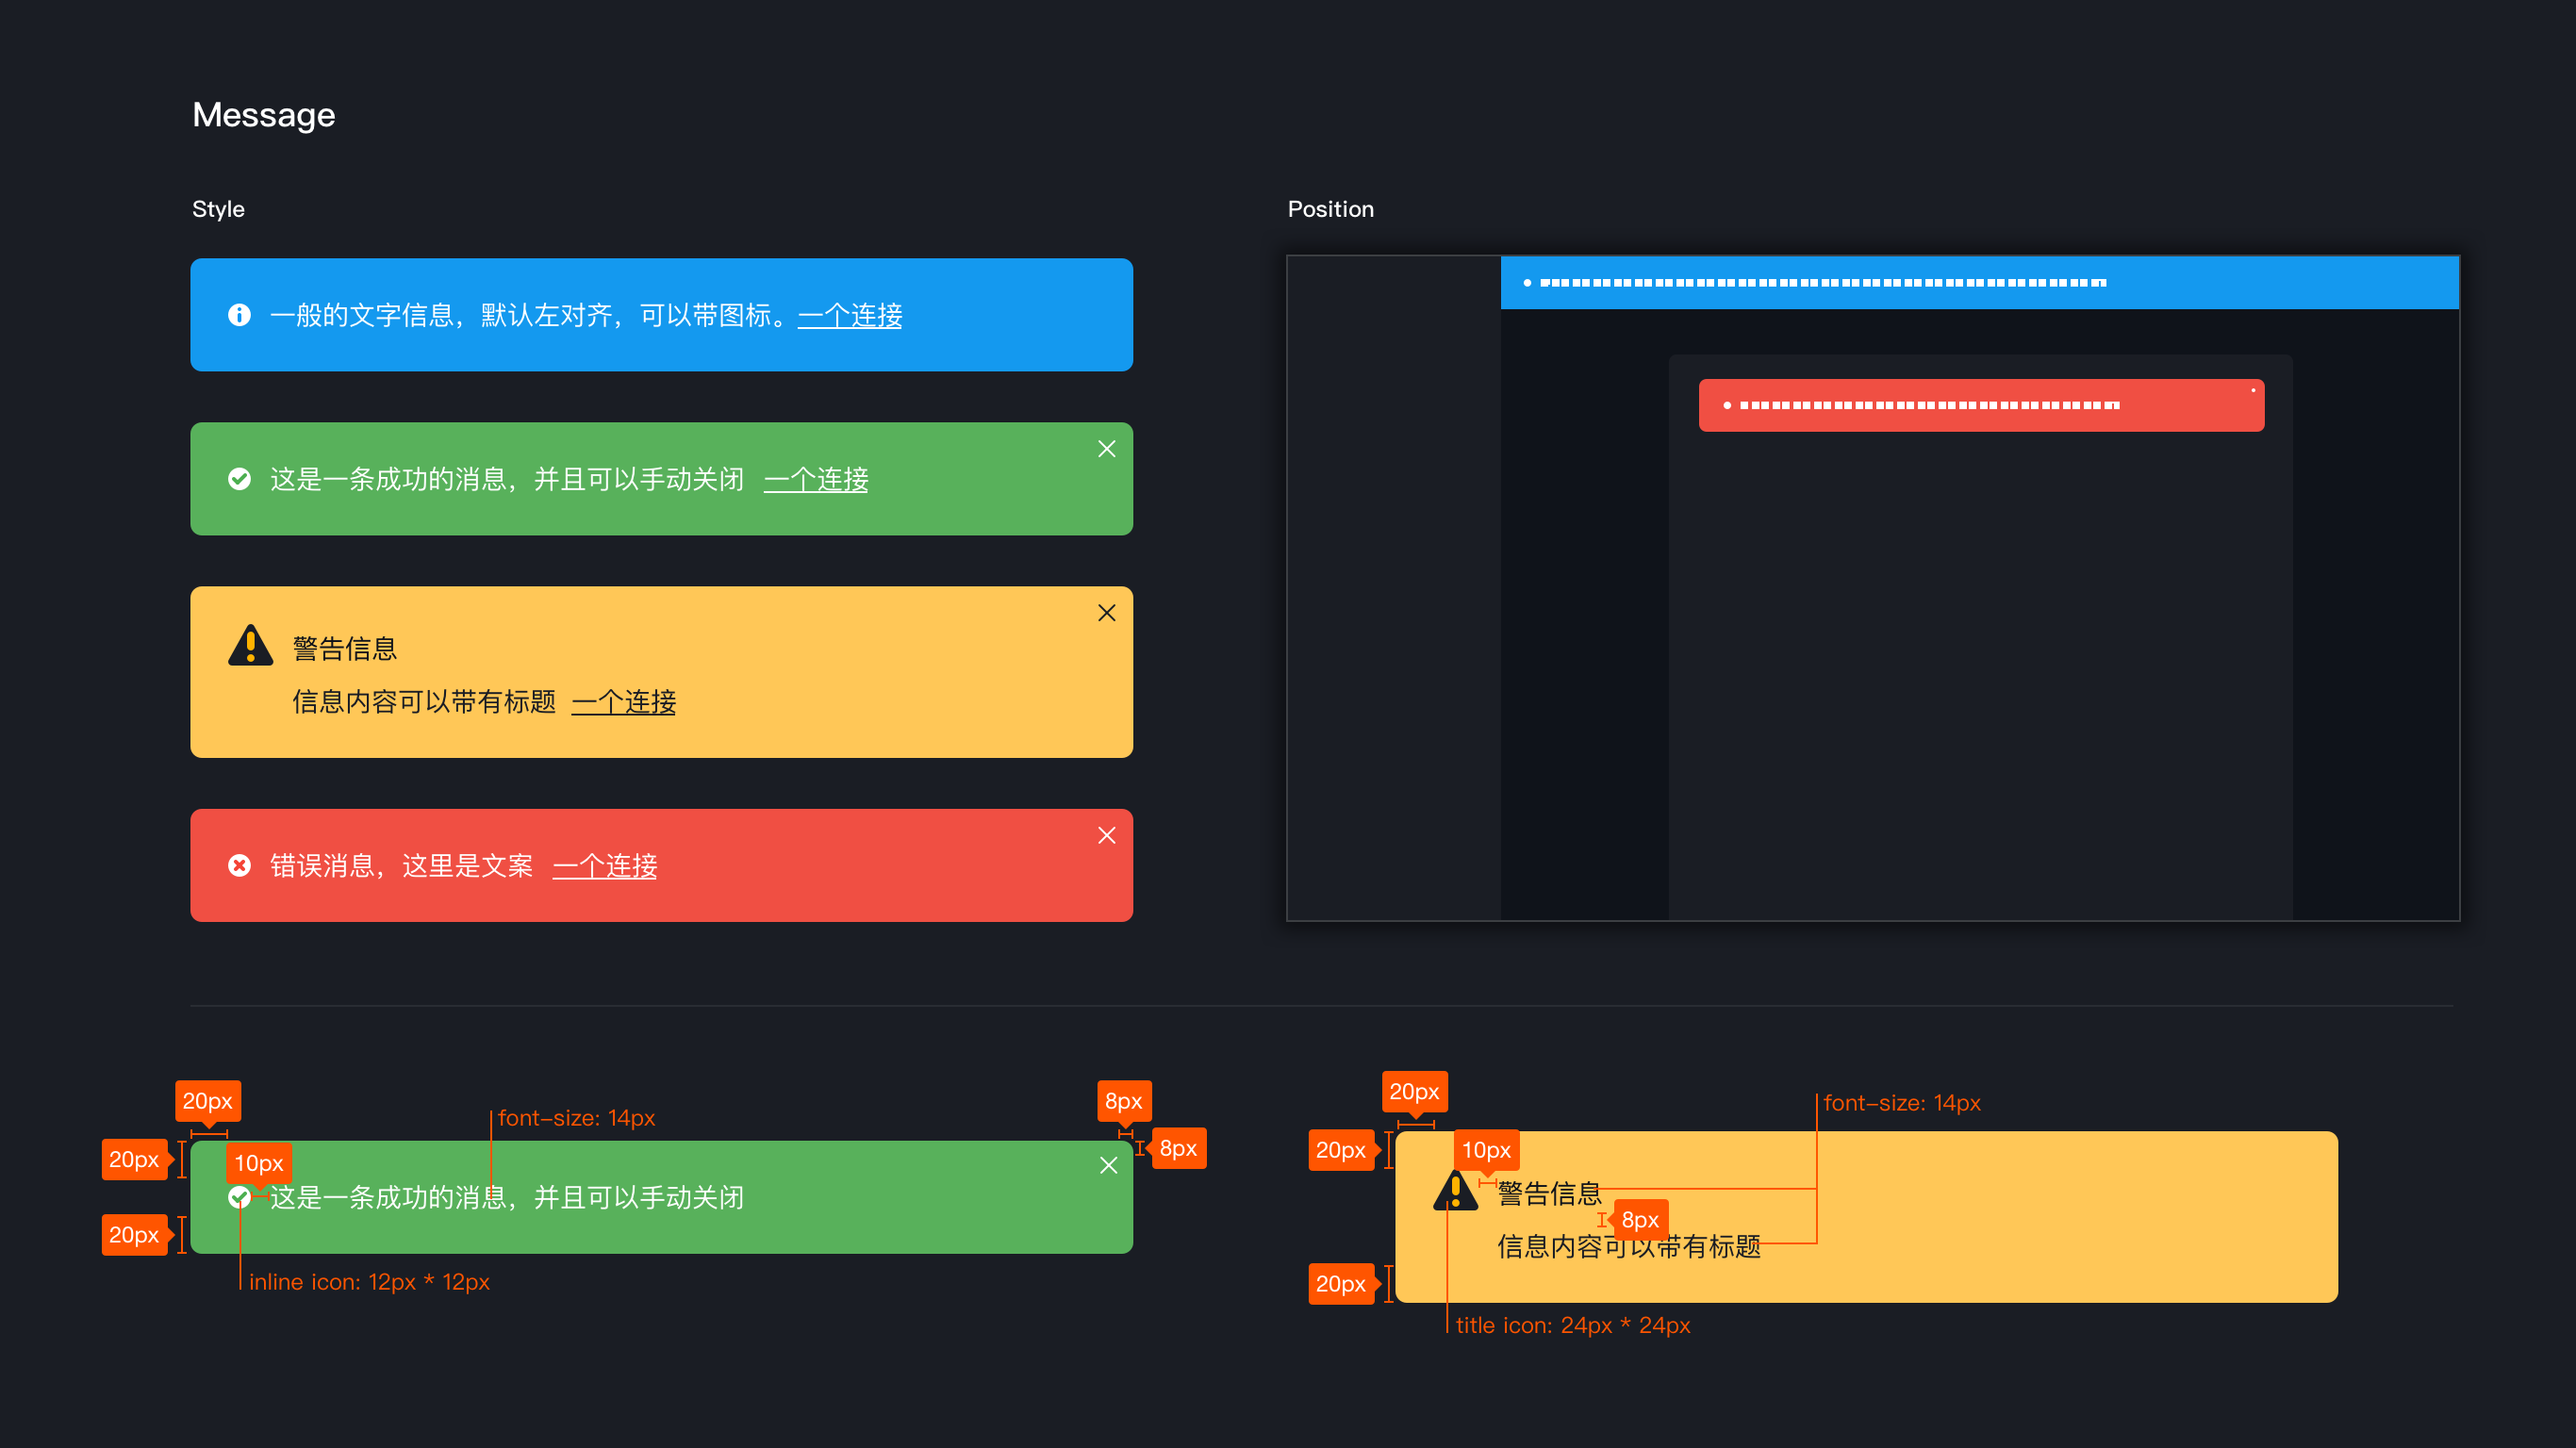 Message
Style
一般的文字信息，默认左对齐，可以带图标。一个连接
这是一条成功的消息，并且可以手动关闭 一个连接
警告信息
信息内容可以带有标题 一个连接
错误消息，这里是文案 一个连接
Position
20px
8px
font-size: 14px
20px
10px
8px
这是一条成功的消息，并且可以手动关闭
20px
inline icon: 12px * 12px
20px
font-size: 14px
20px
10px
警告信息
8px
信息内容可以带有标题
20px
title icon: 24px * 24px